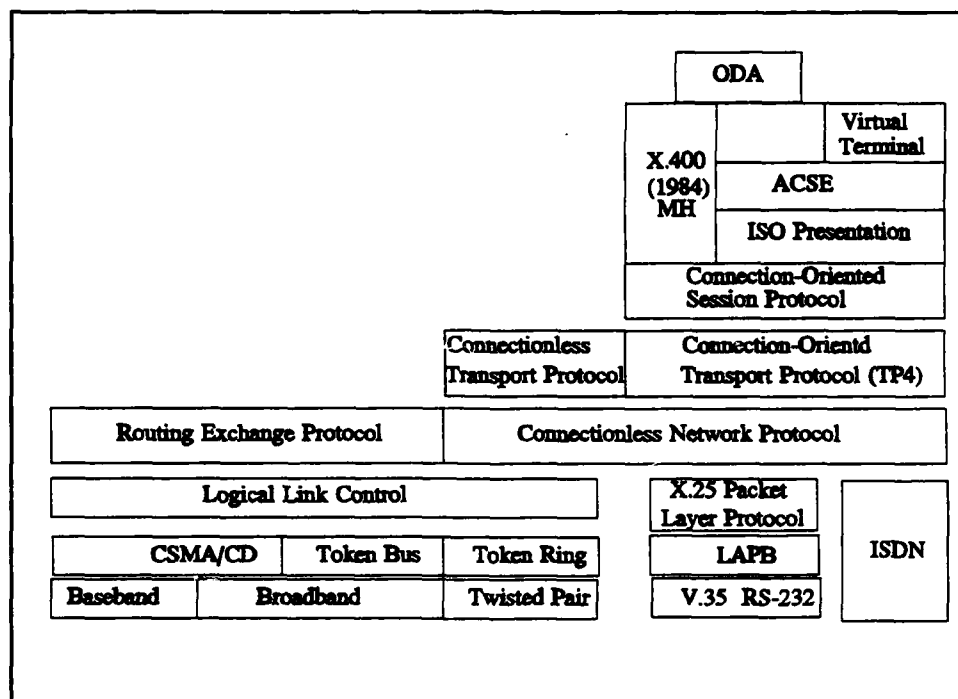 ODA
X.400
(1984)
MH
Virtual
Terminal
ACSE
ISO Presentation
Connection-Oriented
Session Protocol
Connectionless
Transport Protocol
Connection-Orientd
Transport Protocol (TP4)
Routing Exchange Protocol
Connectionless Network Protocol
Logical Link Control
X.25 Packet
Layer Protocol
ISDN
CSMA/CD
Token Bus
Token Ring
LAPB
Baseband
Broadband
Twisted Pair
V.35 RS-232